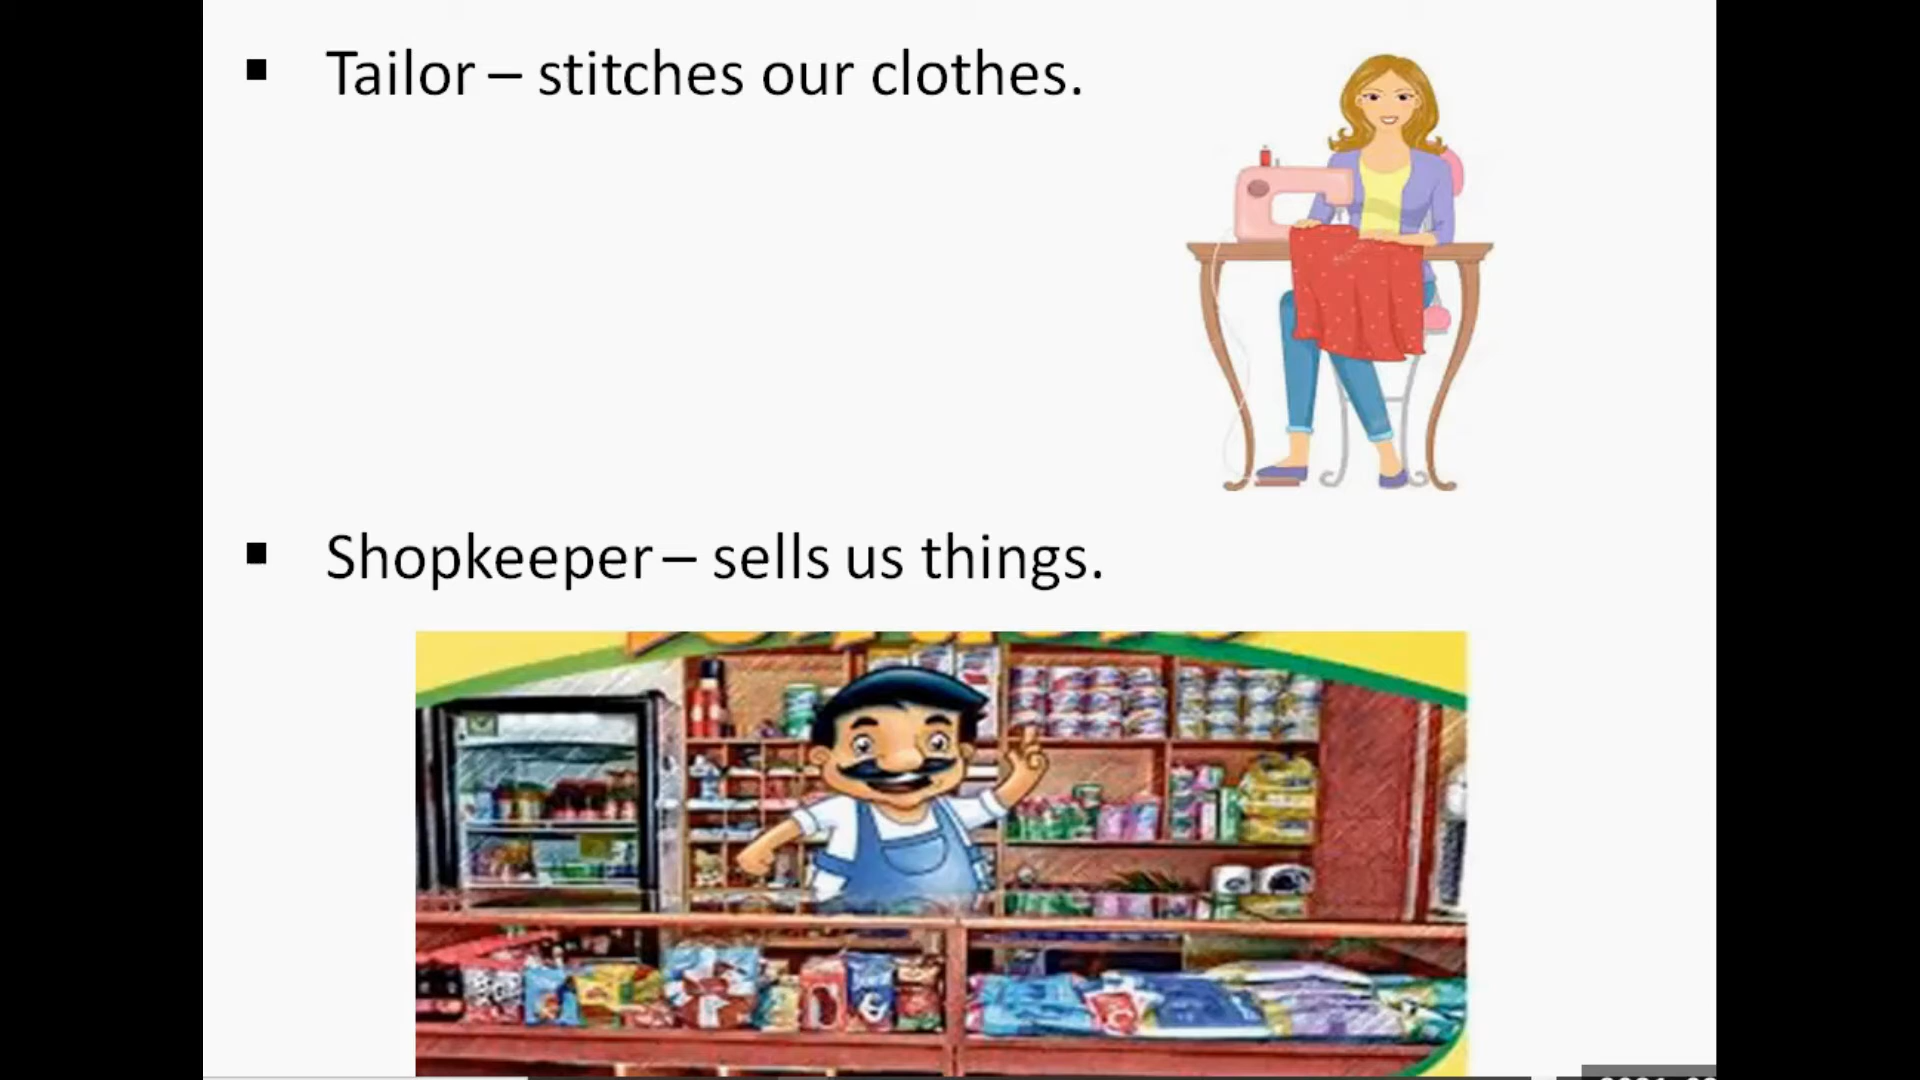 ▪ Tailor – stitches our clothes.
▪ Shopkeeper – sells us things.